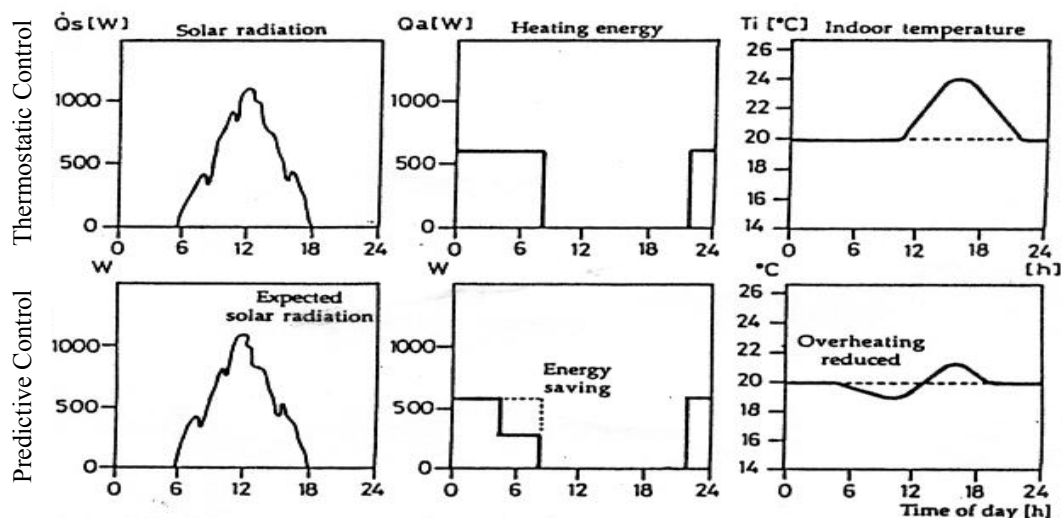 Q̇s [W] Solar radiation
Qa [W] Heating energy
Ti [°C] Indoor temperature
Thermostatic Control
1000
500
0
0 6 12 18 24
1000
500
0
0 6 12 18 24
26
24
22
20
18
16
14
0 6 12 18 24
[h]
Predictive Control
W
Expected
solar radiation
1000
500
0
0 6 12 18 24
W
Energy
saving
1000
500
0
0 6 12 18 24
°C
Overheating
reduced
26
24
22
20
18
16
14
0 6 12 18 24
Time of day [h]